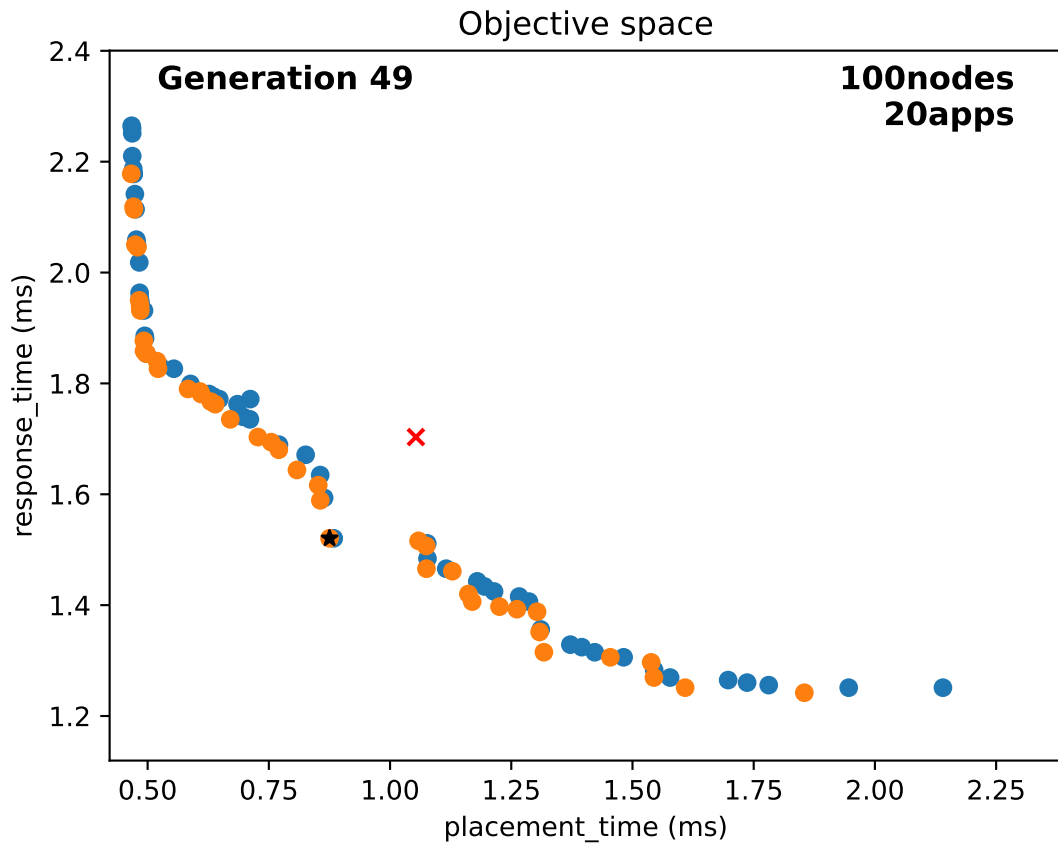 Objective space
Generation 49
100nodes
20apps
response_time (ms)
2.4
2.2
2.0
1.8
1.6
1.4
1.2
0.50 0.75 1.00 1.25 1.50 1.75 2.00 2.25
placement_time (ms)